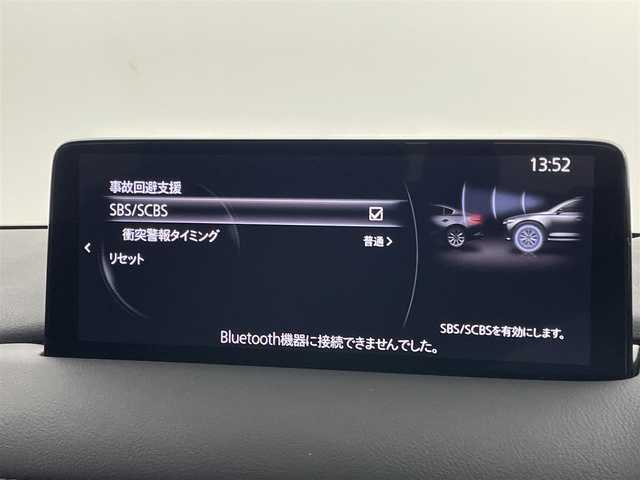 13:52
事故回避支援
SBS/SCBS
衝突警報タイミング
普通
リセット
SBS/SCBSを有効にします。
Bluetooth機器に接続できませんでした。